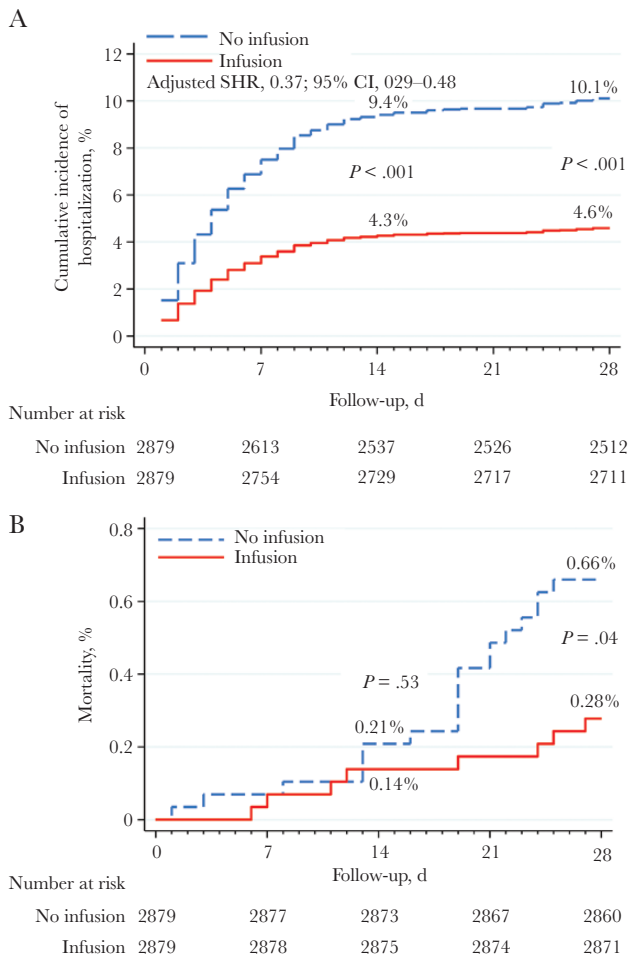 A
No infusion
Infusion
Adjusted SHR, 0.37; 95% CI, 029–0.48
Cumulative incidence of
hospitalization, %
12
10
8
6
4
2
0
9.4%
10.1%
P < .001
P < .001
4.3%
4.6%
0 7 14 21 28
Follow-up, d
Number at risk
No infusion 2879 2613 2537 2526 2512
Infusion 2879 2754 2729 2717 2711
B
No infusion
Infusion
Mortality, %
0.8
0.6
0.4
0.2
0
0.66%
P = .04
P = .53
0.28%
0.21%
0.14%
0 7 14 21 28
Follow-up, d
Number at risk
No infusion 2879 2877 2873 2867 2860
Infusion 2879 2878 2875 2874 2871